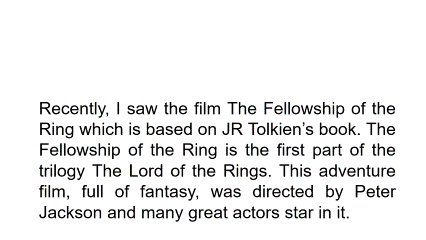 Recently, I saw the film The Fellowship of the
Ring which is based on JR Tolkien’s book. The
Fellowship of the Ring is the first part of the
trilogy The Lord of the Rings. This adventure
film, full of fantasy, was directed by Peter
Jackson and many great actors star in it.